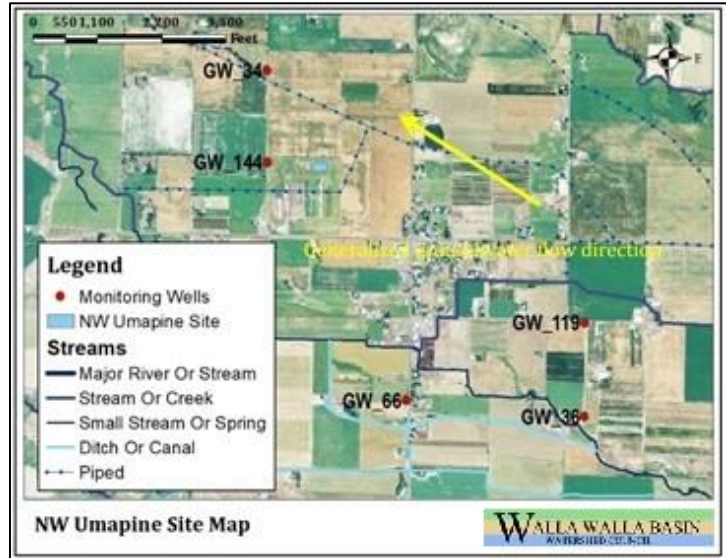 0 550 1,100 2,200 3,300
Feet
GW_34
E
GW_144
Generalized groundwater flow direction
Legend
Monitoring Wells
NW Umapine Site
Streams
Major River Or Stream
Stream Or Creek
Small Stream Or Spring
Ditch Or Canal
Piped
GW_119
GW_66
GW_36
NW Umapine Site Map
WALLA WALLA BASIN
WATERSHED COUNCIL